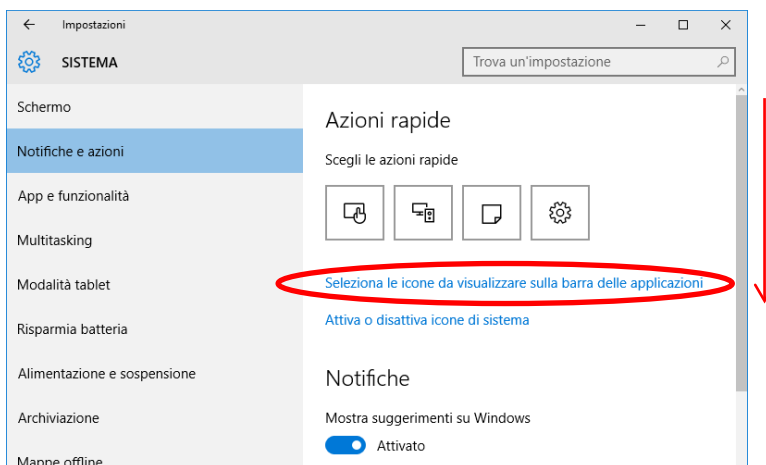 Impostazioni
SISTEMA
Trova un'impostazione
Schermo
Notifiche e azioni
App e funzionalità
Multitasking
Modalità tablet
Risparmia batteria
Alimentazione e sospensione
Archiviazione
Mappe offline
Azioni rapide
Scegli le azioni rapide
Seleziona le icone da visualizzare sulla barra delle applicazioni
Attiva o disattiva icone di sistema
Notifiche
Mostra suggerimenti su Windows
Attivato